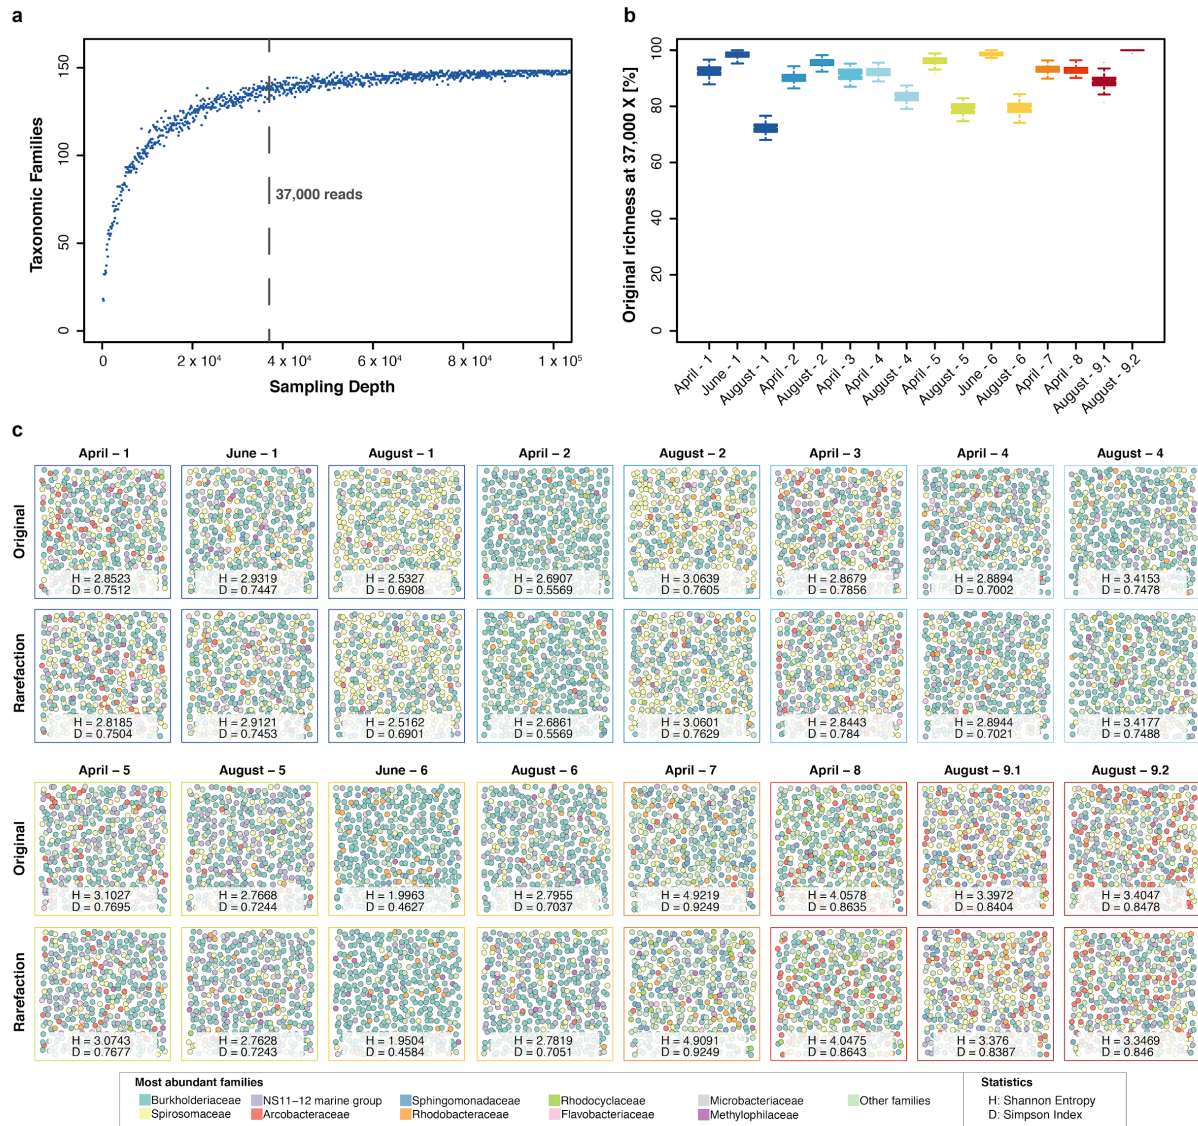 a
150
100
50
0
Taxonomic Families
37,000 reads
0
2 x 10⁴
4 x 10⁴
6 x 10⁴
8 x 10⁴
1 x 10⁵
Sampling Depth
b
100
80
60
40
20
0
Original richness at 37,000 X [%]
April - 1
June - 1
August - 1
April - 2
August - 2
April - 3
April - 4
August - 4
April - 5
August - 5
June - 6
August - 6
April - 7
April - 8
August - 9.1
August - 9.2
c
April – 1 June – 1 August – 1 April – 2 August – 2 April – 3 April – 4 August – 4
Original
H = 2.8523 H = 2.9319 H = 2.5327 H = 2.6907 H = 3.0639 H = 2.8679 H = 2.8894 H = 3.4153
D = 0.7512 D = 0.7447 D = 0.6908 D = 0.5569 D = 0.7605 D = 0.7856 D = 0.7002 D = 0.7478
Rarefaction
H = 2.8185 H = 2.9121 H = 2.5162 H = 2.6861 H = 3.0601 H = 2.8443 H = 2.8944 H = 3.4177
D = 0.7504 D = 0.7453 D = 0.6901 D = 0.5569 D = 0.7629 D = 0.784 D = 0.7021 D = 0.7488
April – 5 August – 5 June – 6 August – 6 April – 7 April – 8 August – 9.1 August – 9.2
Original
H = 3.1027 H = 2.7668 H = 1.9963 H = 2.7955 H = 4.9219 H = 4.0578 H = 3.3972 H = 3.4047
D = 0.7695 D = 0.7244 D = 0.4627 D = 0.7037 D = 0.9249 D = 0.8635 D = 0.8404 D = 0.8478
Rarefaction
H = 3.0743 H = 2.7628 H = 1.9504 H = 2.7819 H = 4.9091 H = 4.0475 H = 3.376 H = 3.3469
D = 0.7677 D = 0.7243 D = 0.4584 D = 0.7051 D = 0.9249 D = 0.8643 D = 0.8387 D = 0.846
Most abundant families Statistics
Burkholderiaceae NS11–12 marine group Sphingomonadaceae Rhodocyclaceae Microbacteriaceae Other families H: Shannon Entropy
Spirosomaceae Arcobacteraceae Rhodobacteraceae Flavobacteriaceae Methylophilaceae D: Simpson Index